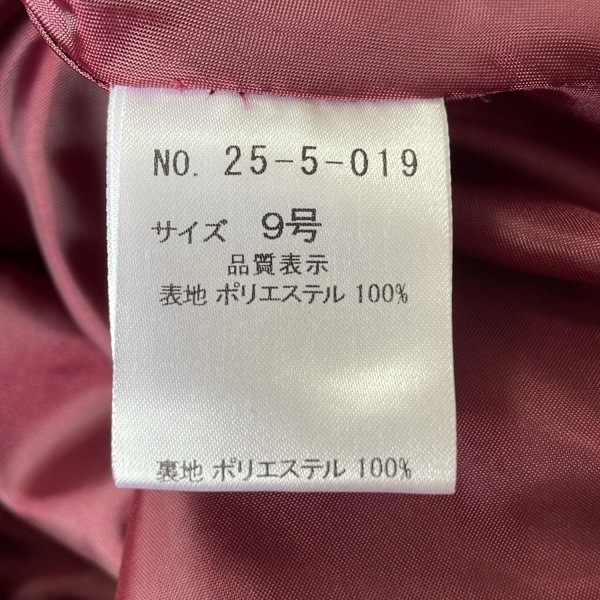 NO. 25-5-019
サイズ 9号
品質表示
表地 ポリエステル 100%
裏地 ポリエステル 100%